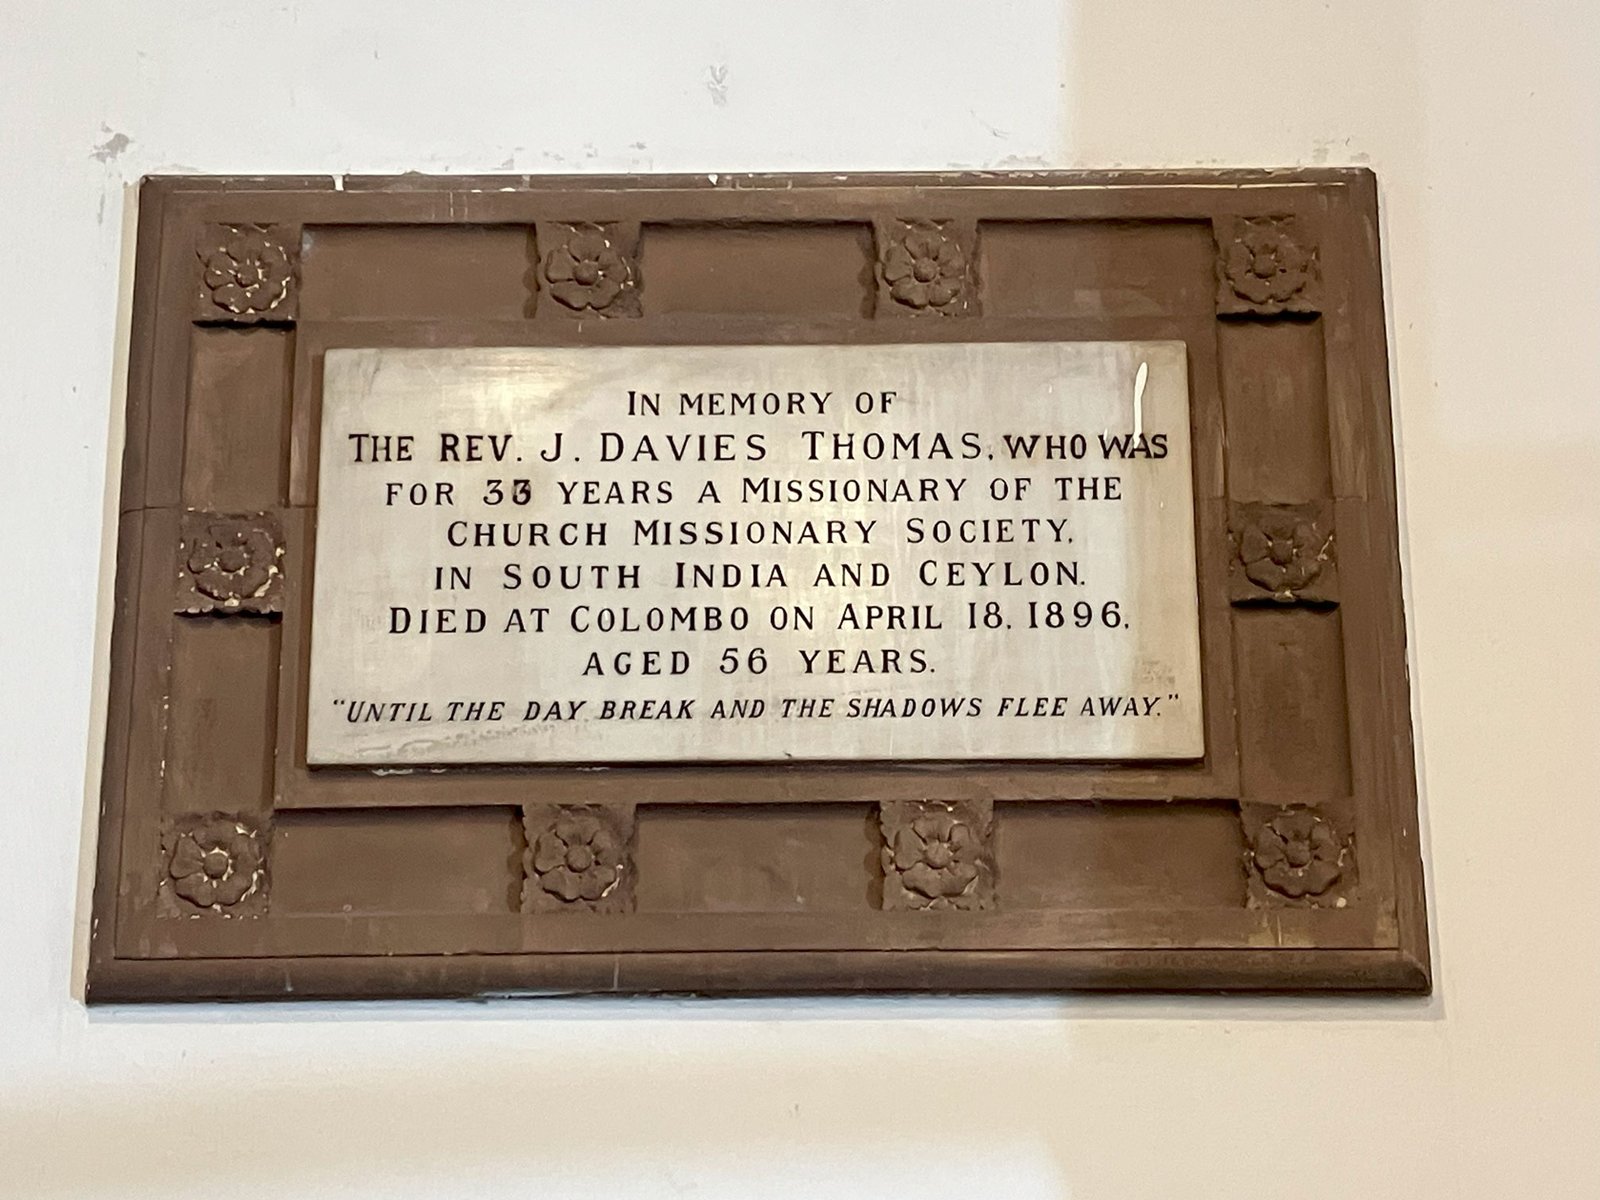 IN MEMORY OF
THE REV. J. DAVIES THOMAS, WHO WAS
FOR 33 YEARS A MISSIONARY OF THE
CHURCH MISSIONARY SOCIETY,
IN SOUTH INDIA AND CEYLON.
DIED AT COLOMBO ON APRIL 18, 1896,
AGED 56 YEARS.
"UNTIL THE DAY BREAK AND THE SHADOWS FLEE AWAY."